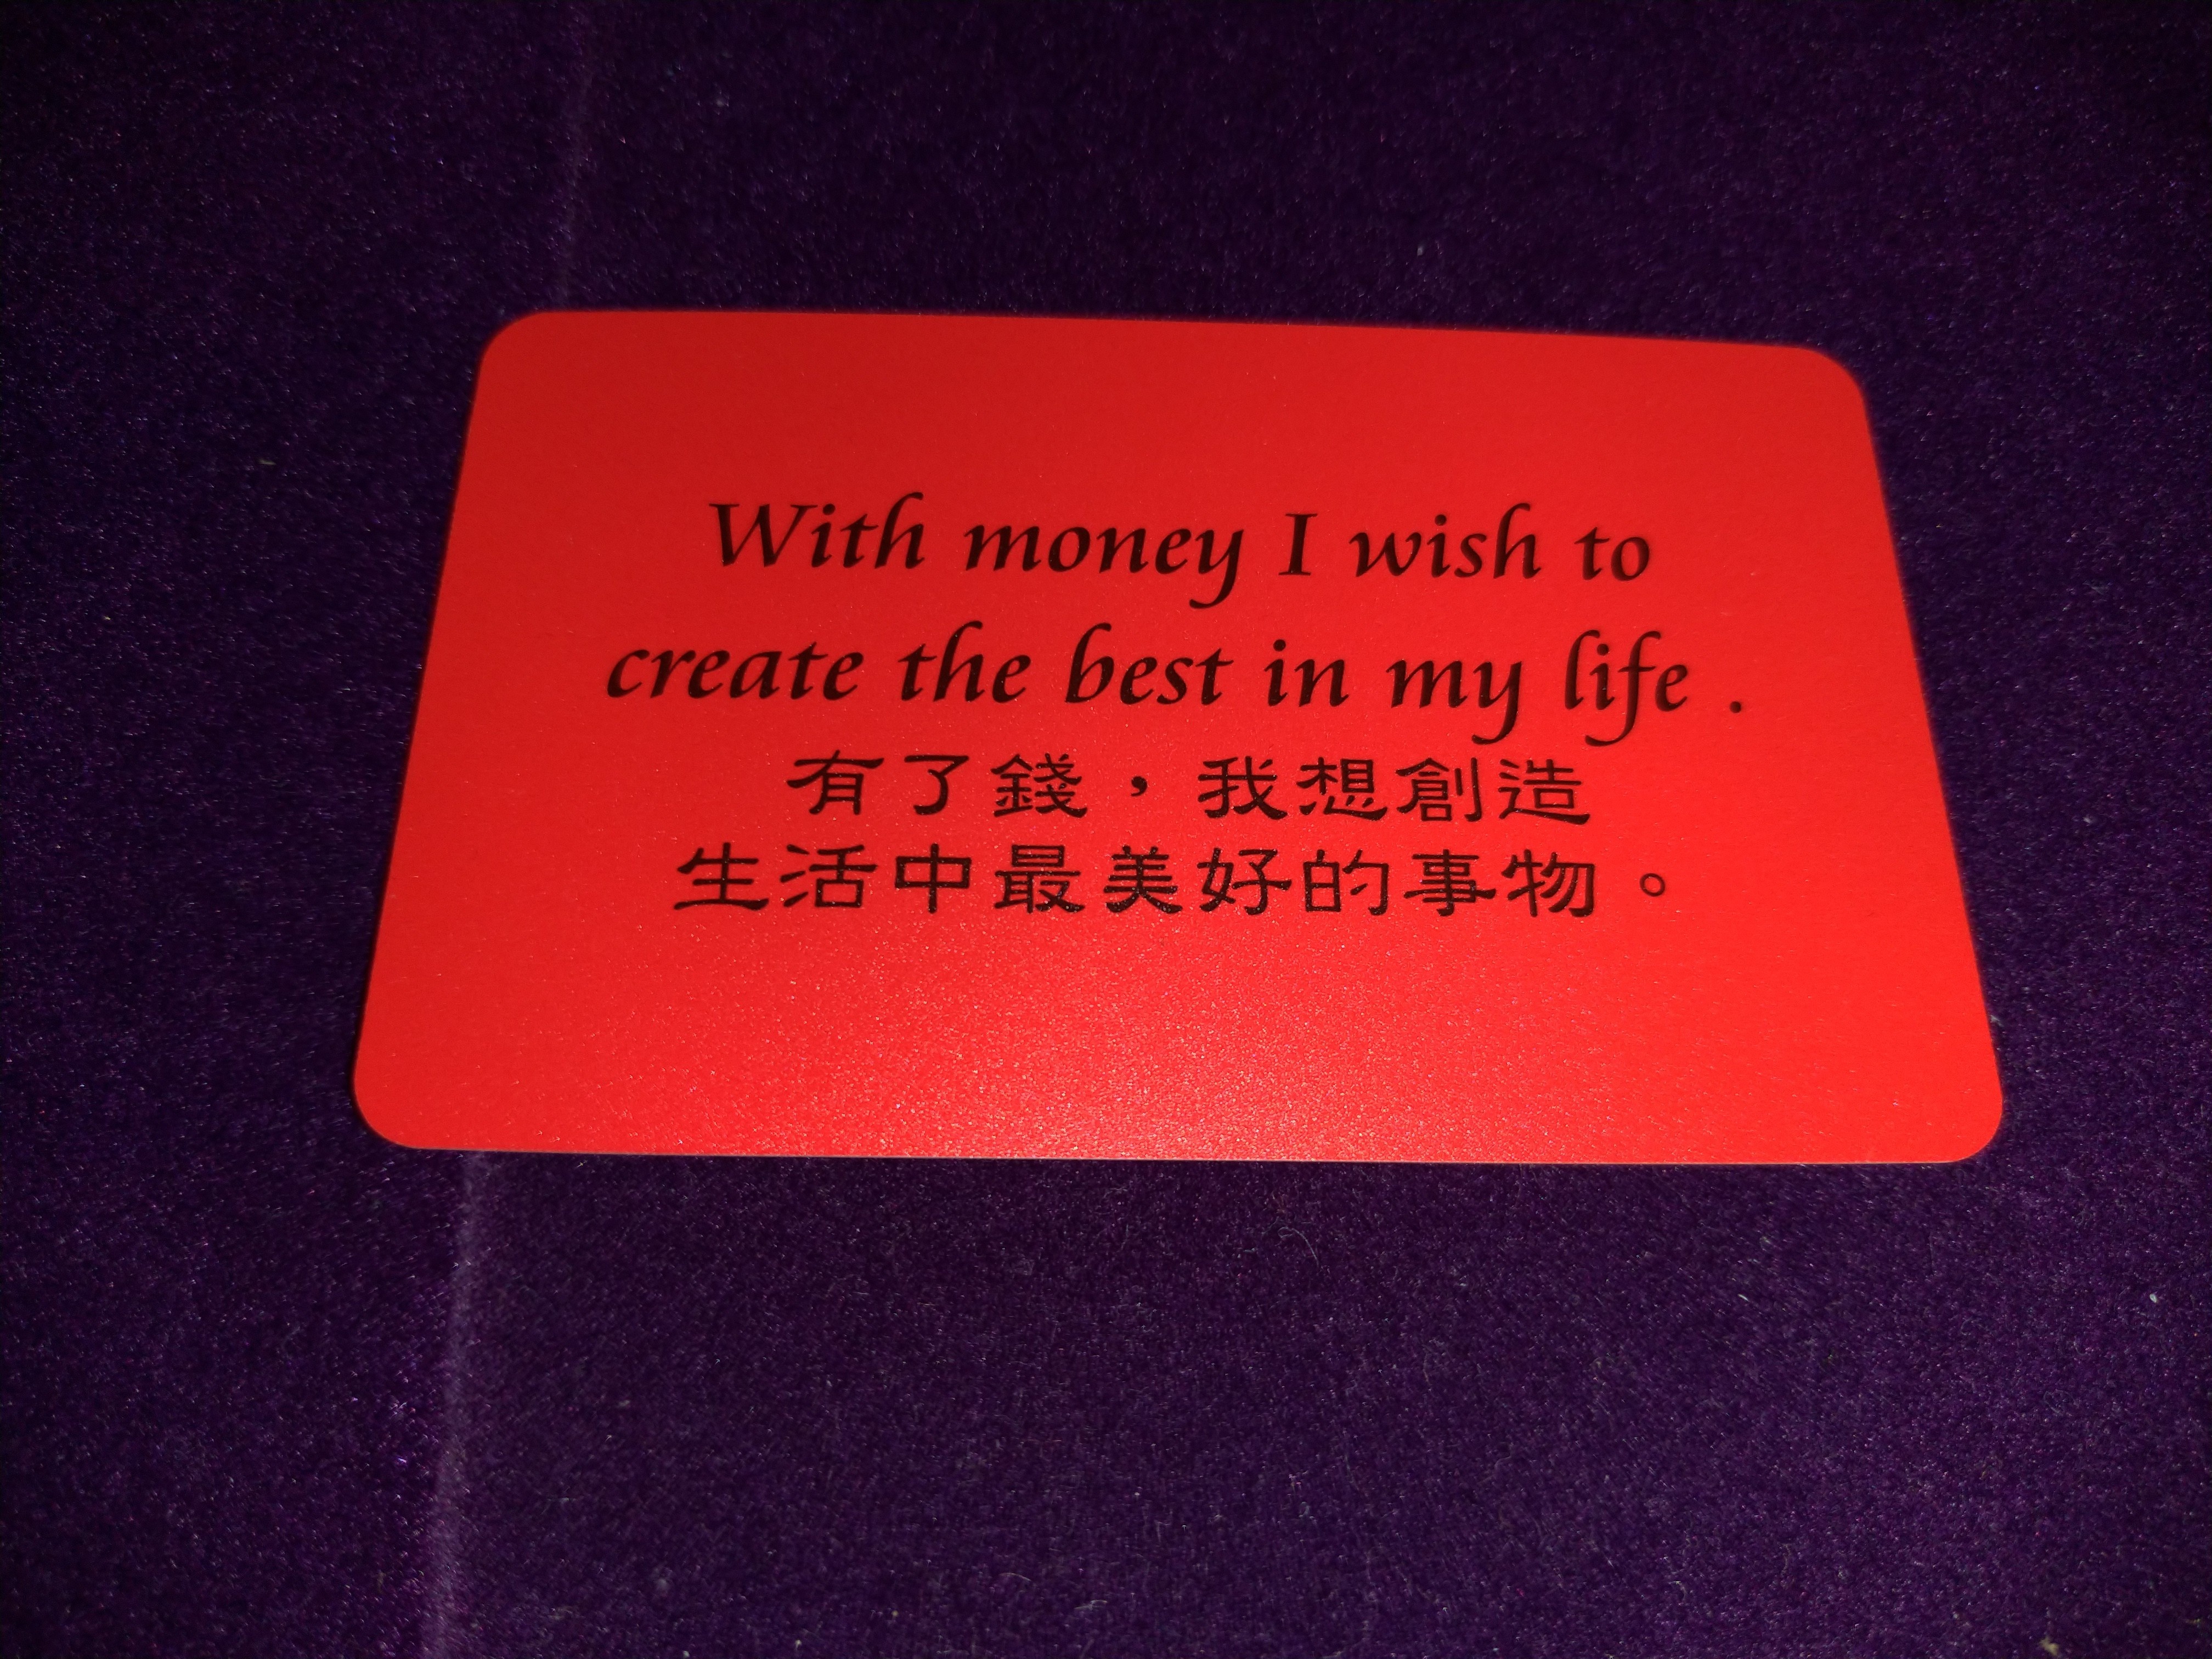 With money I wish to
create the best in my life .
有了錢，我想創造
生活中最美好的事物。